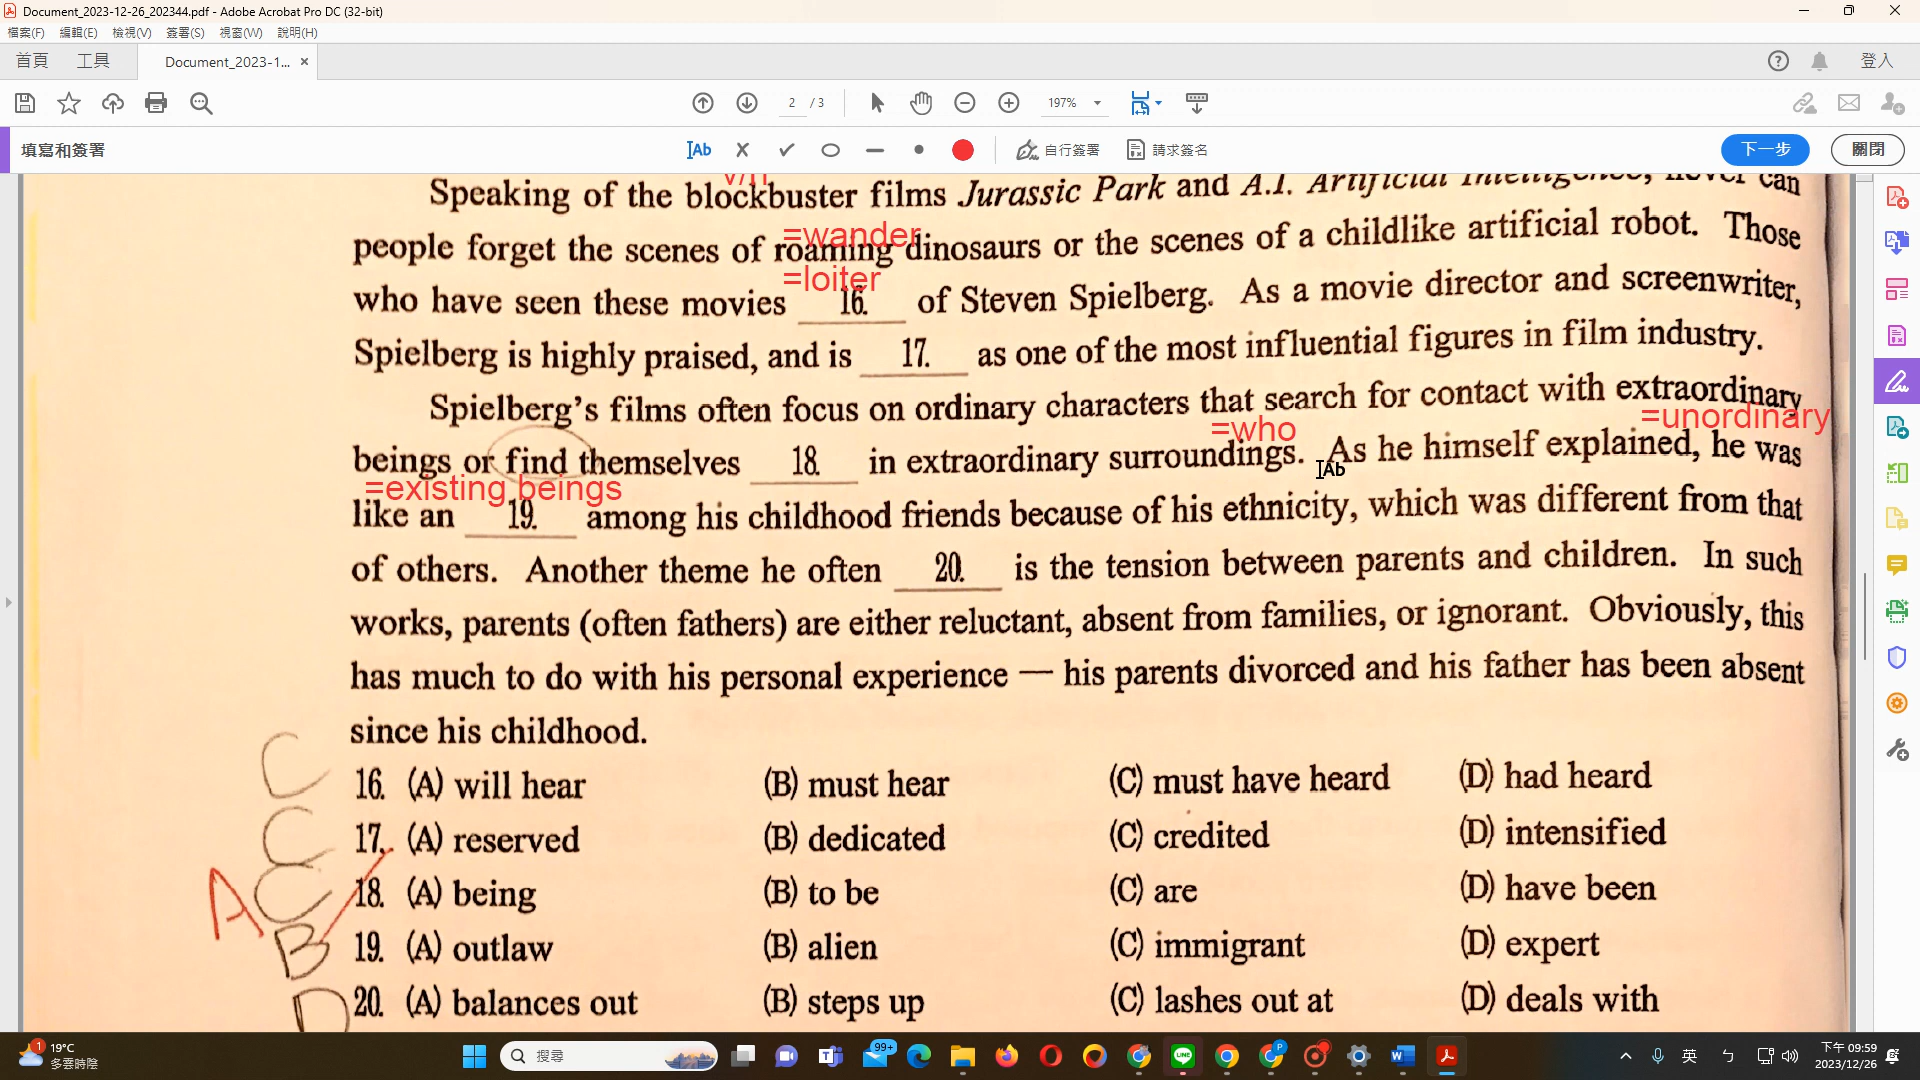 Document_2023-12-26_202344.pdf - Adobe Acrobat Pro DC (32-bit)
檔案(F) 編輯(E) 檢視(V) 簽署(S) 視窗(W) 說明(H)
首頁 工具 Document_2023-1... × 登入
2 / 3 197%
填寫和簽署 Ab 自行簽署 請求簽名 下一步 關閉
v/n
Speaking of the blockbuster films Jurassic Park and A.I. Artificial Intelligence, never can
=wander
people forget the scenes of roaming dinosaurs or the scenes of a childlike artificial robot. Those
=loiter
who have seen these movies 16. of Steven Spielberg. As a movie director and screenwriter,
Spielberg is highly praised, and is 17. as one of the most influential figures in film industry.
Spielberg's films often focus on ordinary characters that search for contact with extraordinary
=who =unordinary
beings or find themselves 18. in extraordinary surroundings. As he himself explained, he was
=existing beings
like an 19. among his childhood friends because of his ethnicity, which was different from that
of others. Another theme he often 20. is the tension between parents and children. In such
works, parents (often fathers) are either reluctant, absent from families, or ignorant. Obviously, this
has much to do with his personal experience — his parents divorced and his father has been absent
since his childhood.
C 16. (A) will hear (B) must hear (C) must have heard (D) had heard
C 17. (A) reserved (B) dedicated (C) credited (D) intensified
A C 18. (A) being (B) to be (C) are (D) have been
B 19. (A) outlaw (B) alien (C) immigrant (D) expert
D 20. (A) balances out (B) steps up (C) lashes out at (D) deals with
1 19°C
多雲時陰
搜尋
99+
英
下午 09:59
2023/12/26